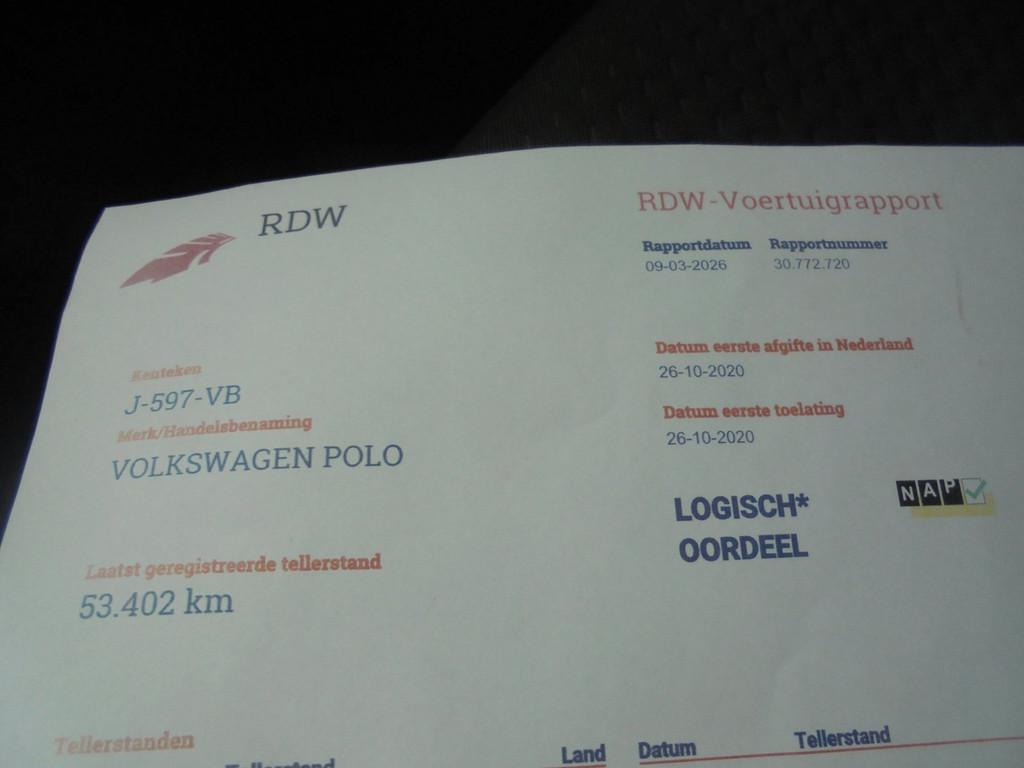 RDW
RDW-Voertuigrapport
Rapportdatum Rapportnummer
09-03-2026 30.772.720
Datum eerste afgifte in Nederland
26-10-2020
Kenteken
J-597-VB
Datum eerste toelating
26-10-2020
Merk/Handelsbenaming
VOLKSWAGEN POLO
LOGISCH*
OORDEEL
NAP
Laatst geregistreerde tellerstand
53.402 km
Tellerstanden
Tellerstand Land Datum Tellerstand